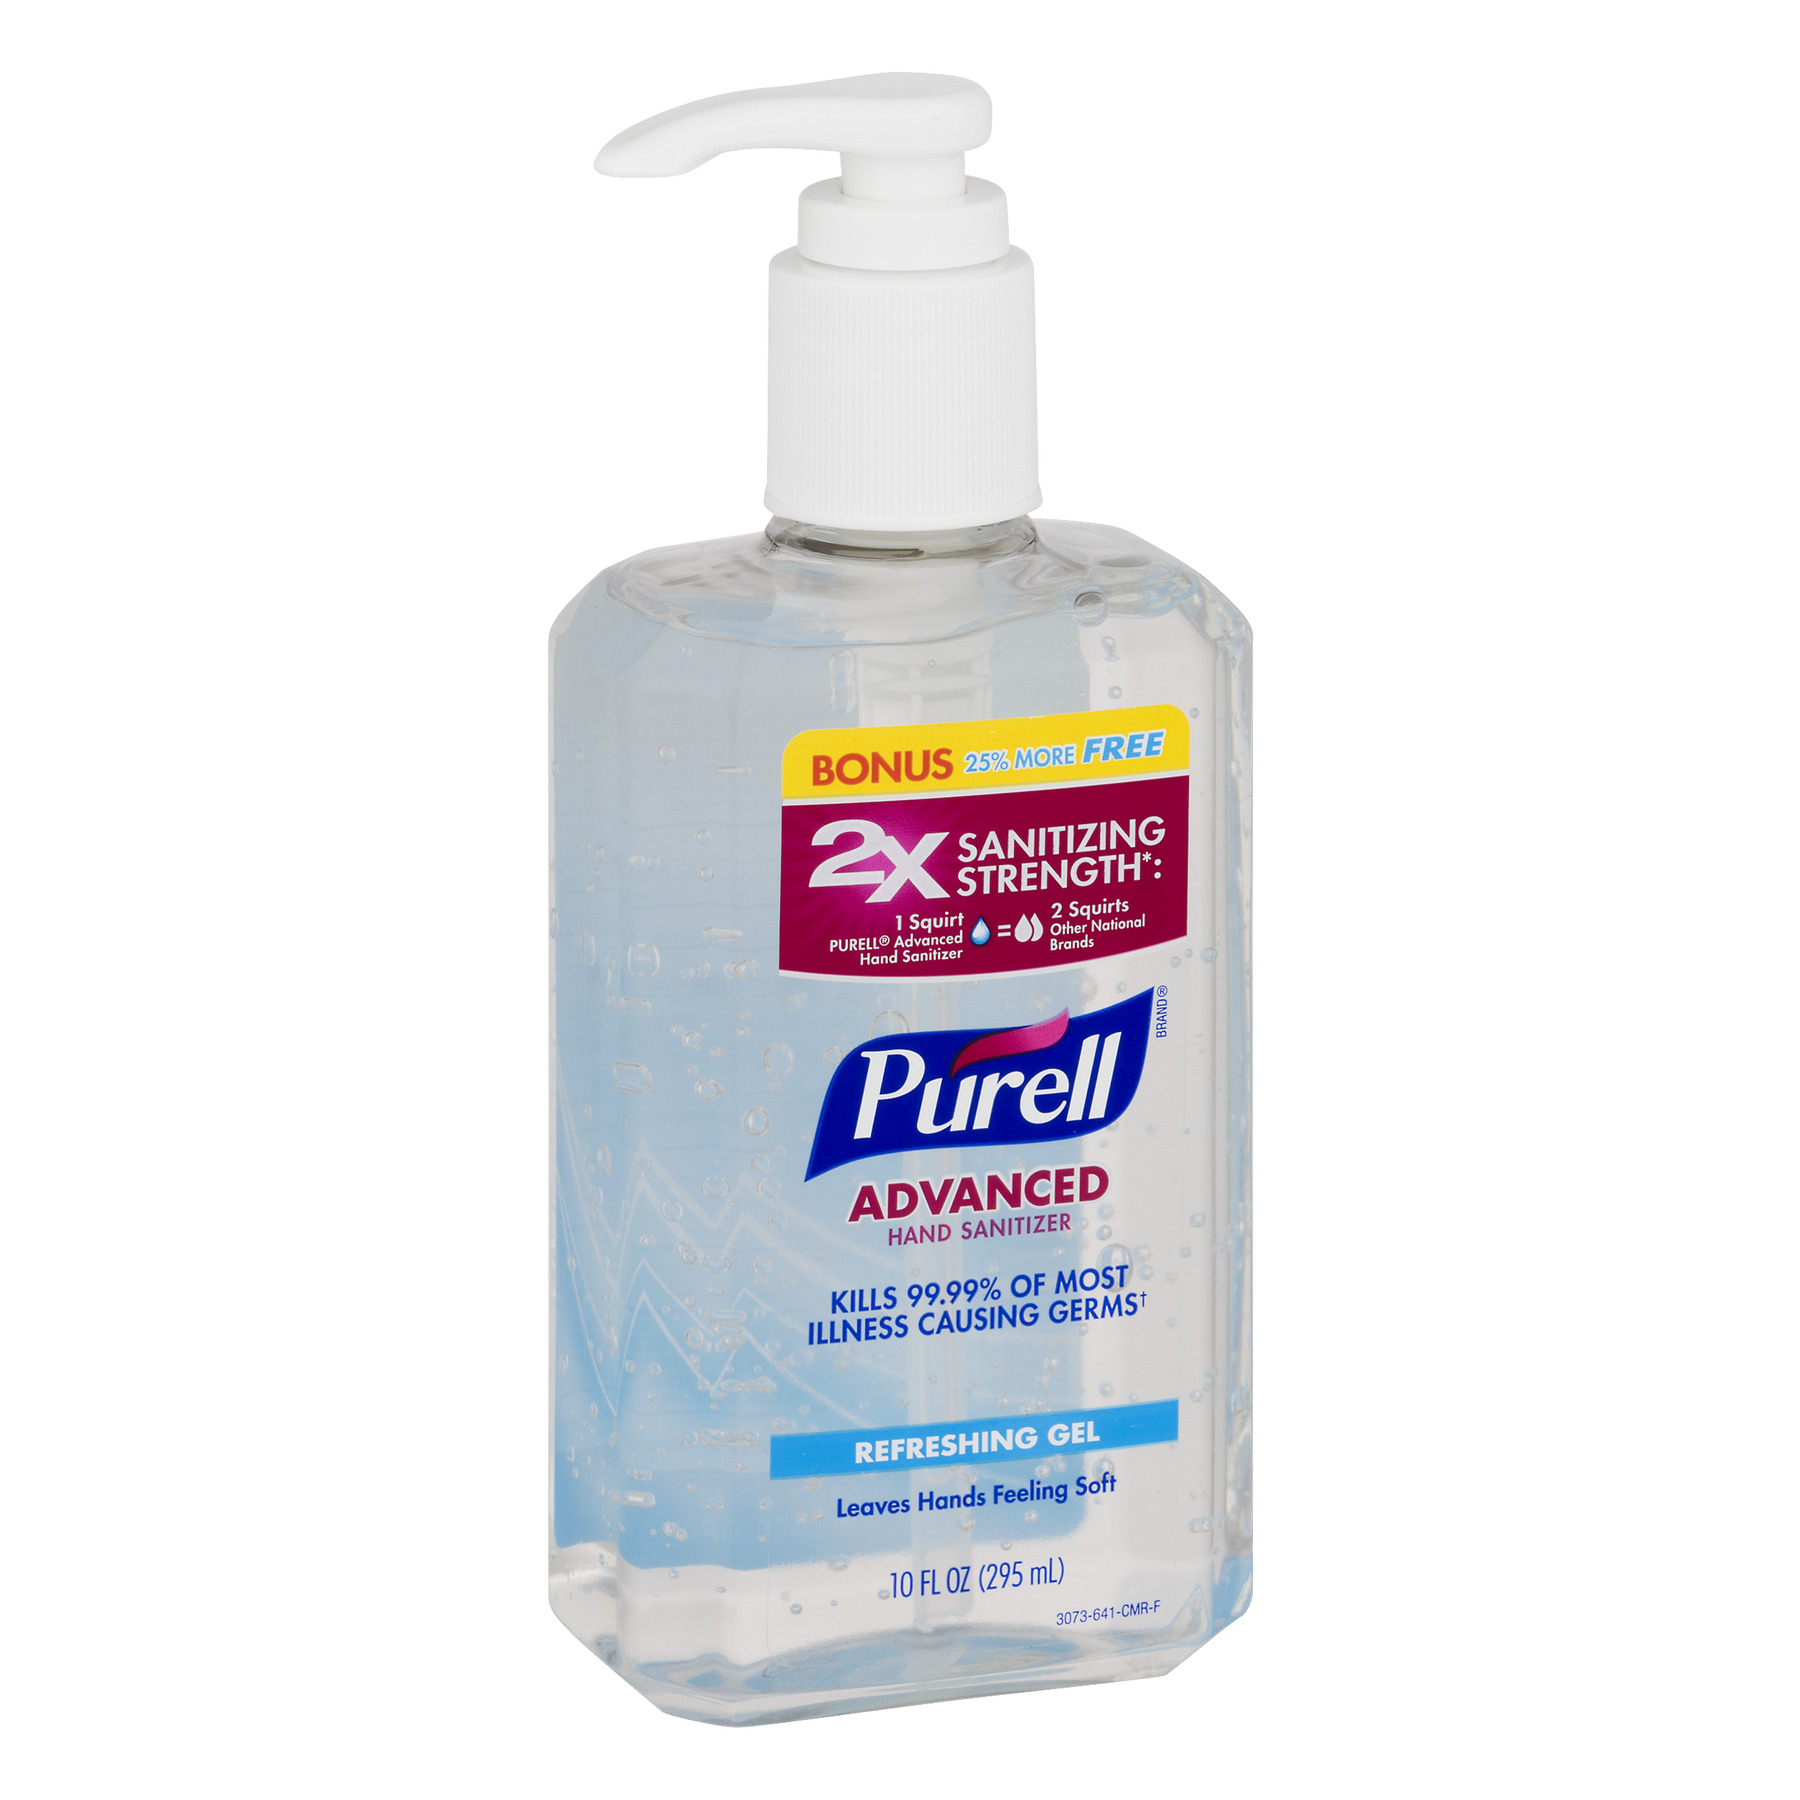 BONUS 25% MORE FREE
2X SANITIZING
STRENGTH*:
1 Squirt
PURELL® Advanced
Hand Sanitizer
=
2 Squirts
Other National
Brands
Purell
BRAND®
ADVANCED
HAND SANITIZER
KILLS 99.99% OF MOST
ILLNESS CAUSING GERMS†
REFRESHING GEL
Leaves Hands Feeling Soft
10 FL OZ (295 mL)
3073-641-CMR-F